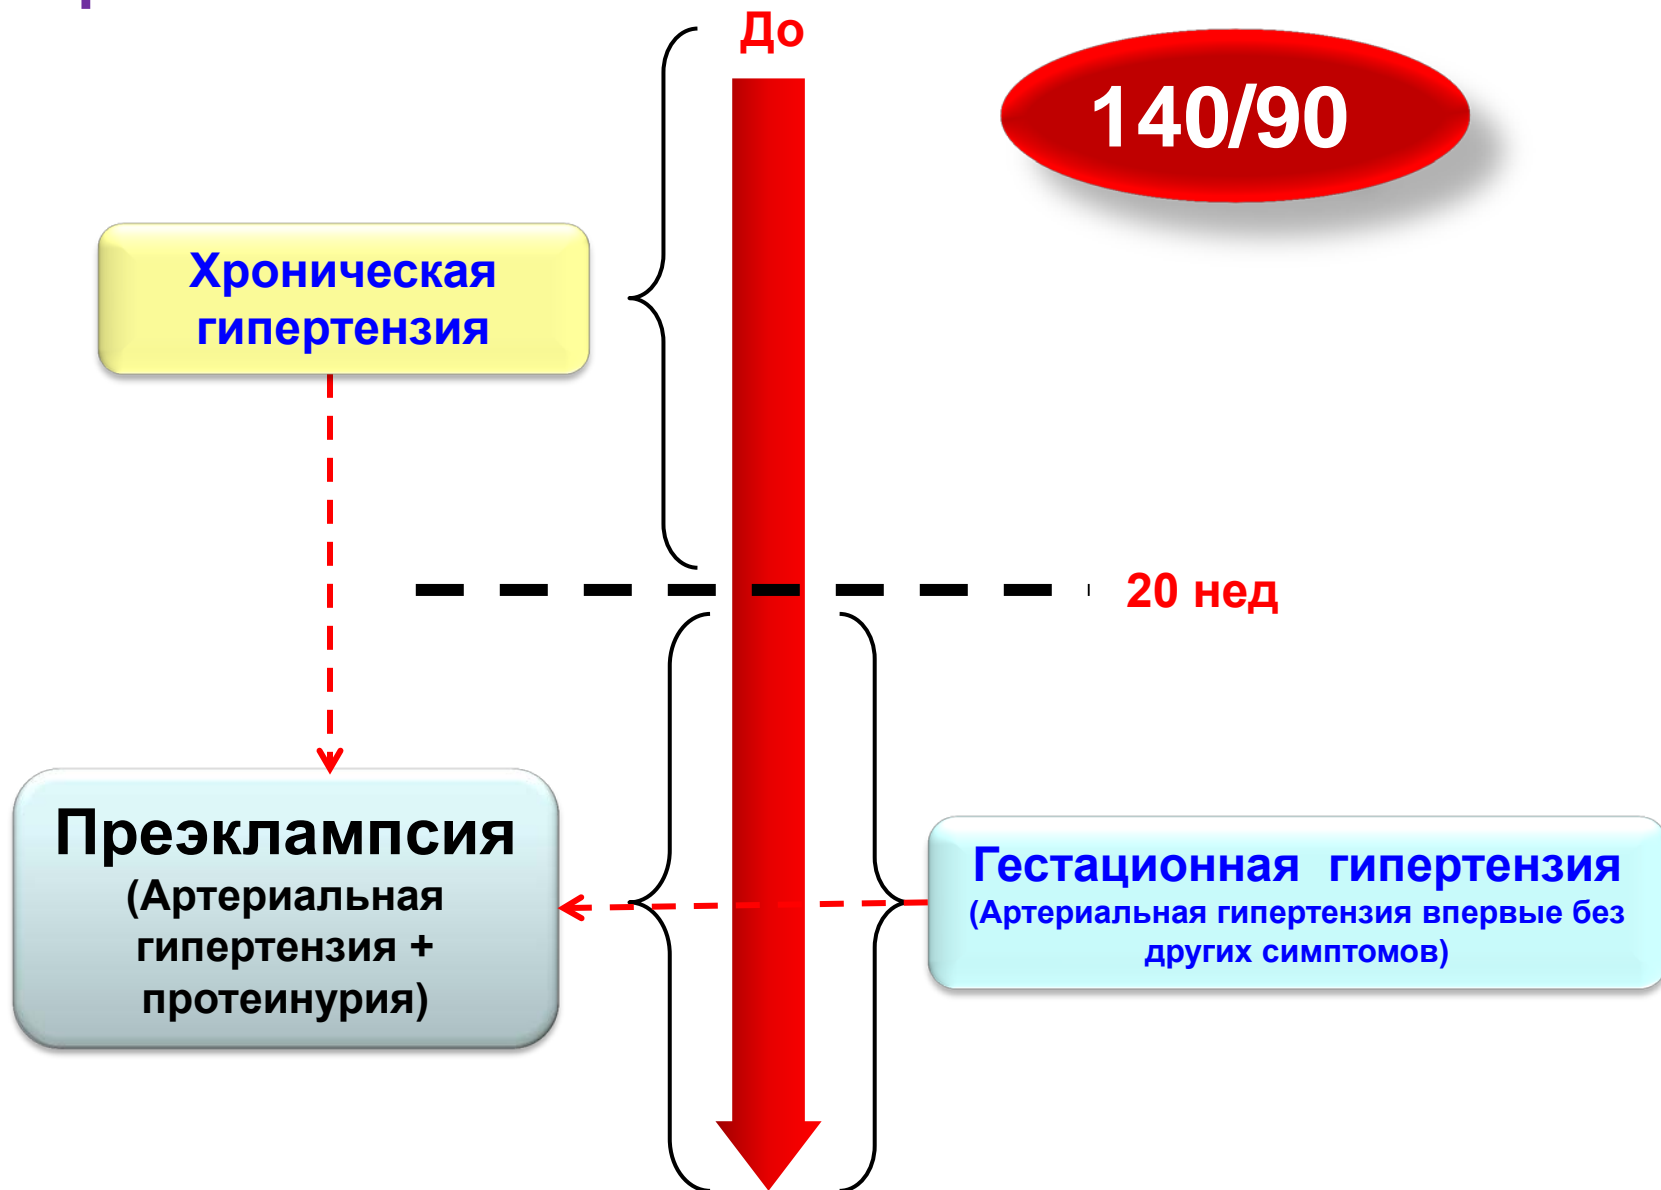 До
140/90
Хроническая
гипертензия
20 нед
Преэклампсия
(Артериальная
гипертензия +
протеинурия)
Гестационная гипертензия
(Артериальная гипертензия впервые без
других симптомов)